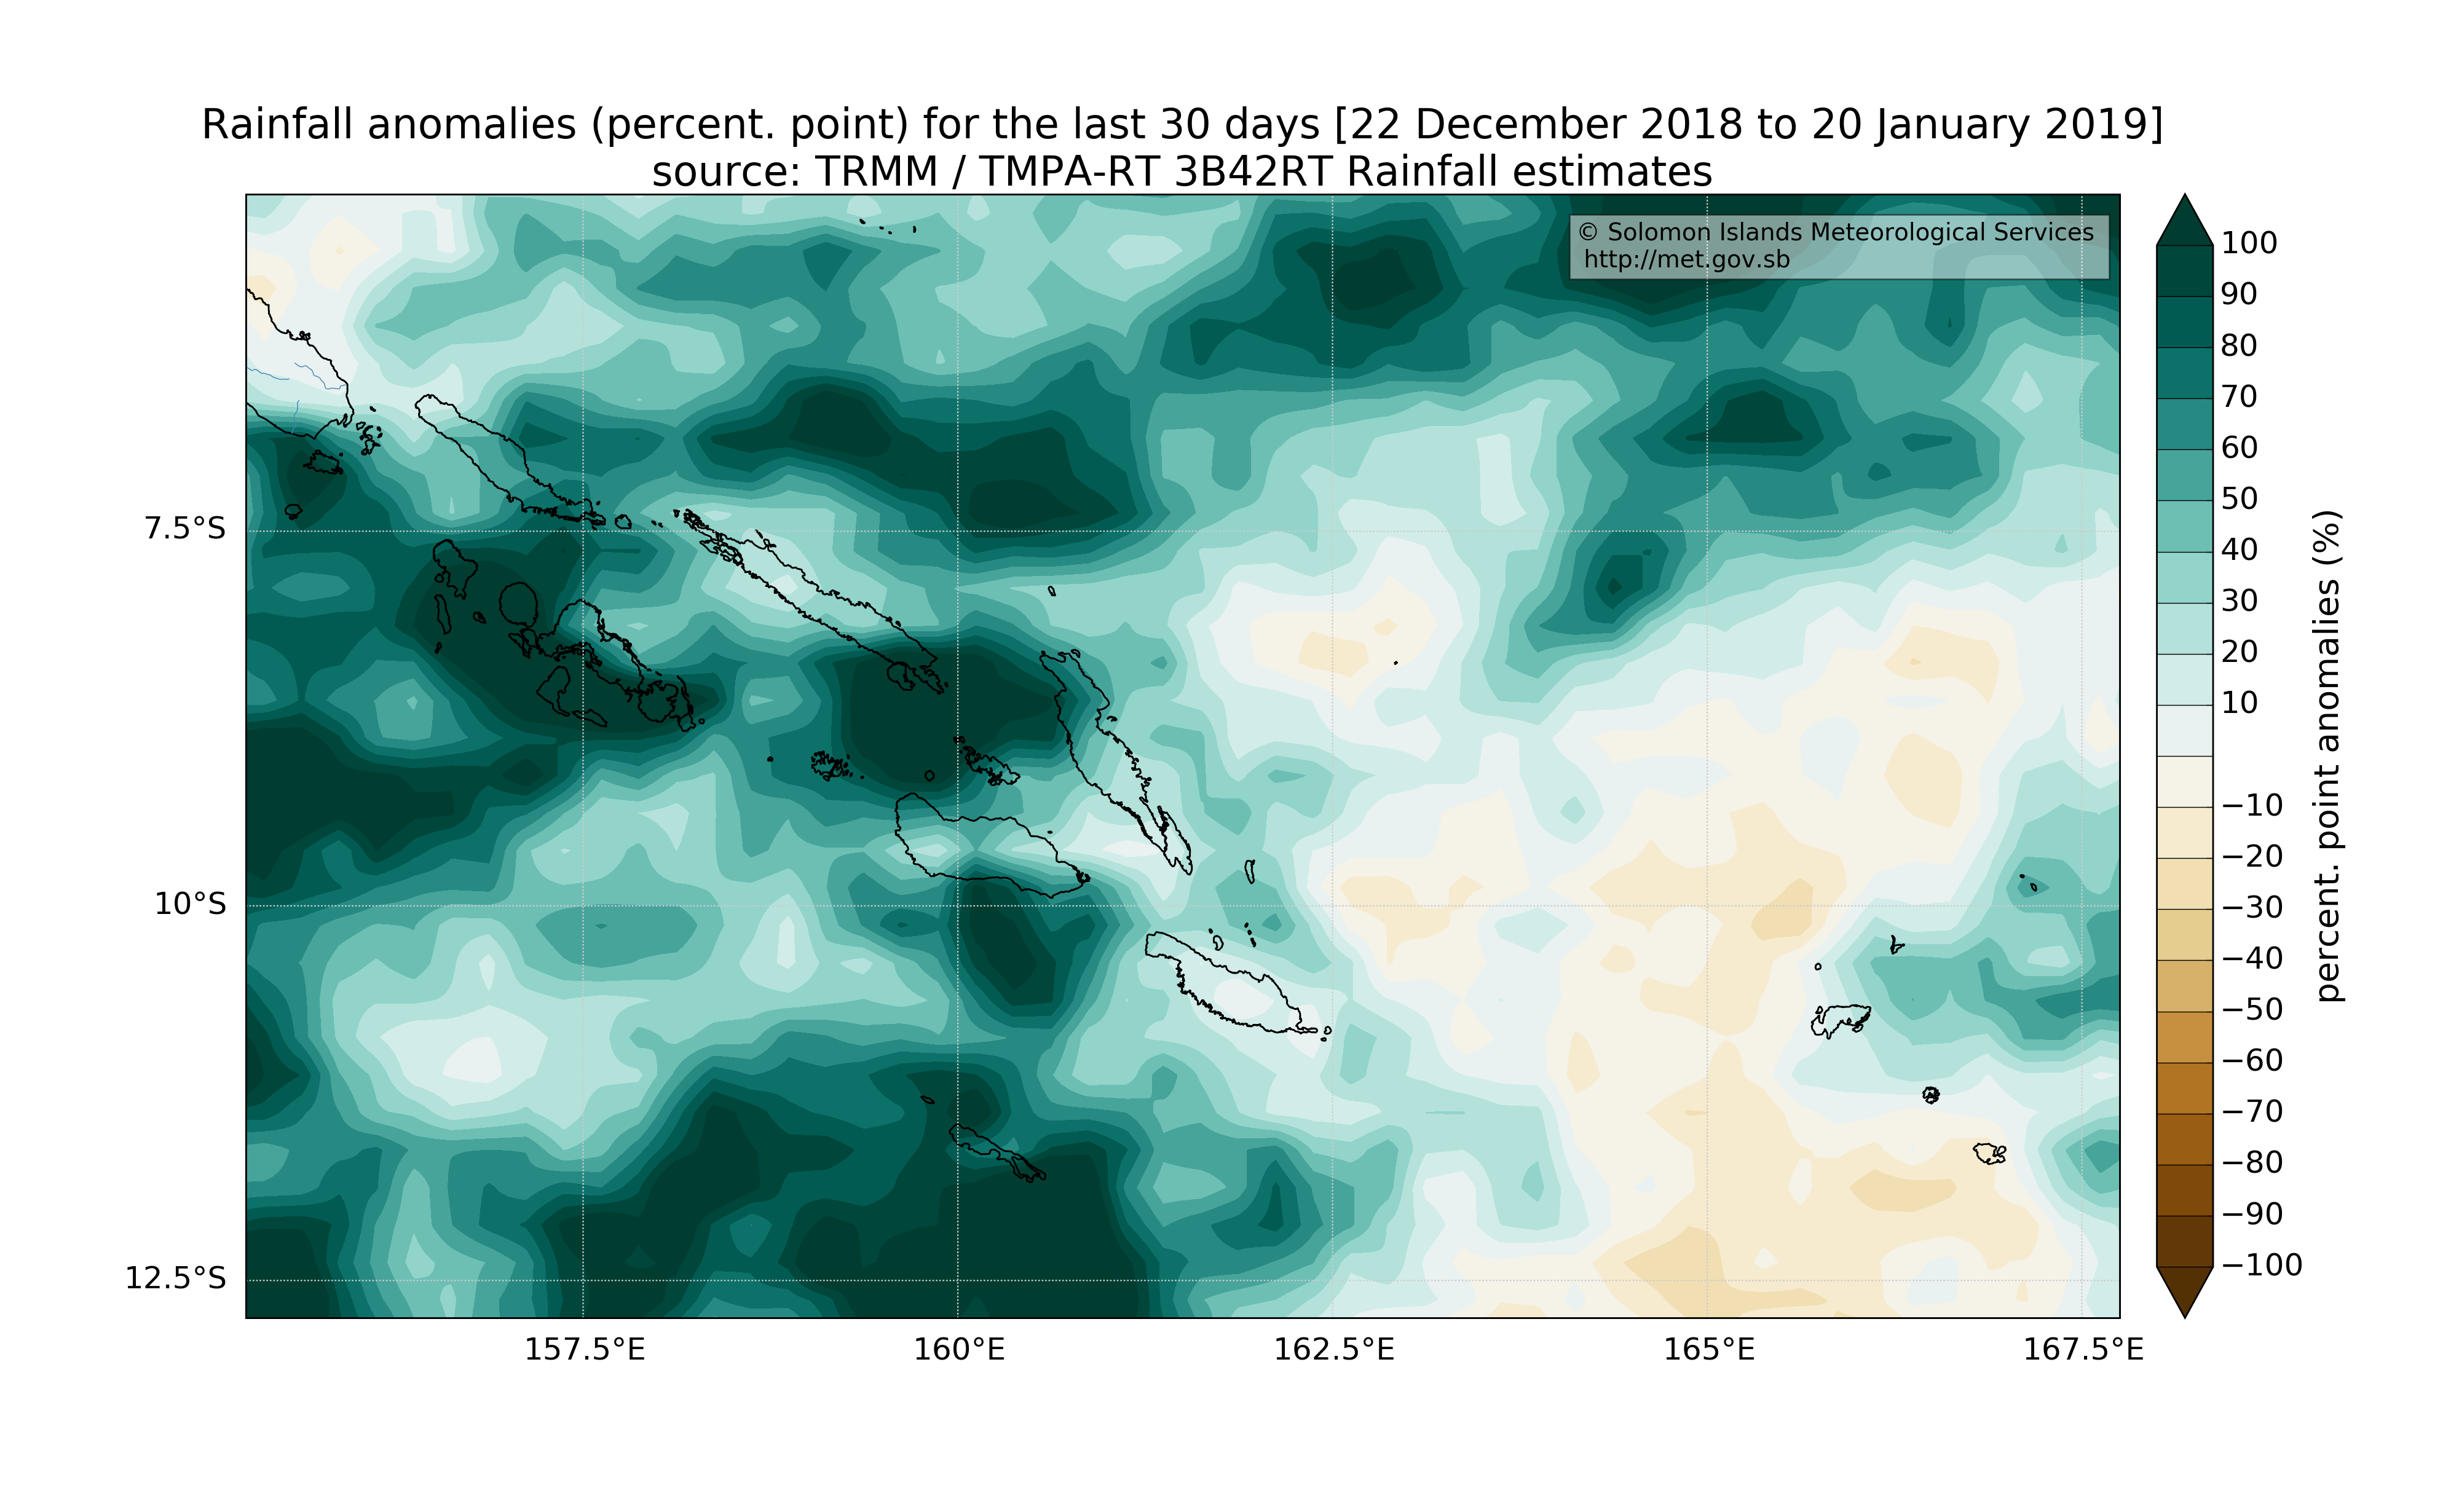 Rainfall anomalies (percent. point) for the last 30 days [22 December 2018 to 20 January 2019]
source: TRMM / TMPA-RT 3B42RT Rainfall estimates
© Solomon Islands Meteorological Services
http://met.gov.sb
7.5°S
10°S
12.5°S
157.5°E
160°E
162.5°E
165°E
167.5°E
100
90
80
70
60
50
40
30
20
10
−10
−20
−30
−40
−50
−60
−70
−80
−90
−100
percent. point anomalies (%)